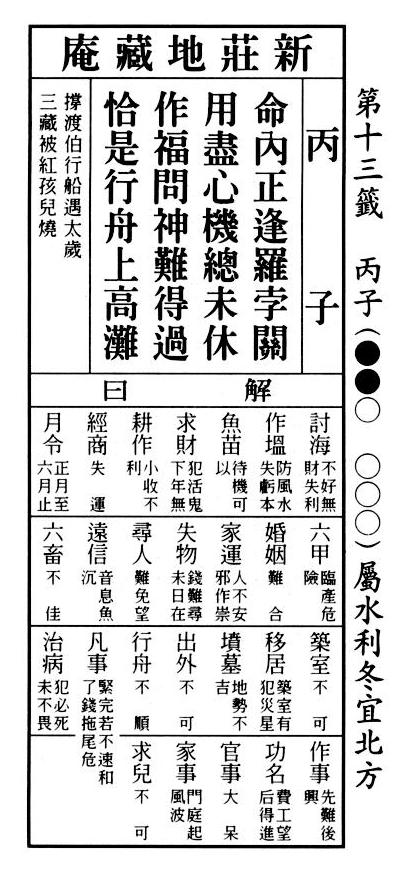 第十三籤 丙子（●●○ ○○○）屬水利冬宜北方
新莊地藏庵
丙子
命內正逢羅孛關
用盡心機總未休
作福問神難得過
恰是行舟上高灘
撐渡伯行船遇太歲
三藏被紅孩兒燒
解曰
討海 不好無
財失利
作塭 防風水
失虧本
魚苗 待機可
以
求財 犯活鬼
下年無
耕作 小收不
利
經商 失運
月令 正月至
六月止
六甲 臨產危
險
婚姻 難合
家運 人不安
邪作崇
失物 錢難尋
未日在
尋人 難免望
遠信 音息魚
沉
六畜 不佳
築室 不可
移居 築室有
犯災星
墳墓 地勢不
吉
出外 不可
行舟 不順
凡事 緊完若不速和
了錢拖尾危
治病 犯必死
未不畏
作事 先難後
興
功名 費工望
后得進
官事 大呆
家事 門庭起
風波
求兒 不可